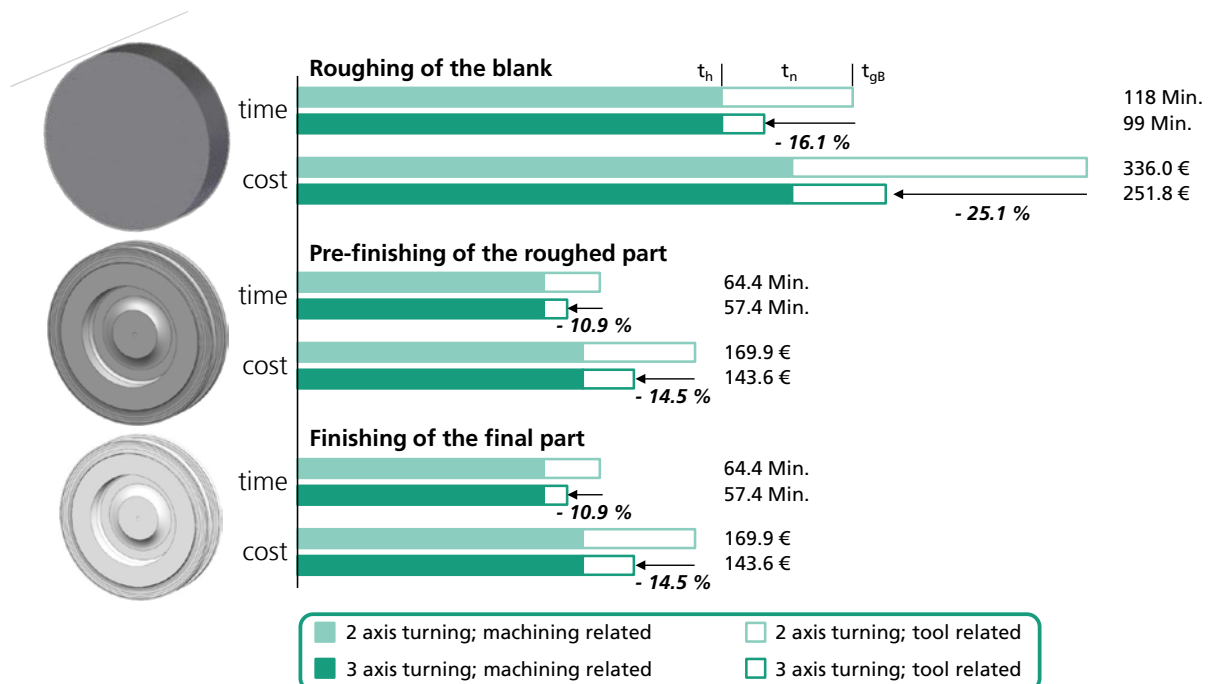 Roughing of the blank
t_h t_n t_gB
time
118 Min.
99 Min.
- 16.1 %
cost
336.0 €
251.8 €
- 25.1 %
Pre-finishing of the roughed part
time
64.4 Min.
57.4 Min.
- 10.9 %
cost
169.9 €
143.6 €
- 14.5 %
Finishing of the final part
time
64.4 Min.
57.4 Min.
- 10.9 %
cost
169.9 €
143.6 €
- 14.5 %
2 axis turning; machining related
2 axis turning; tool related
3 axis turning; machining related
3 axis turning; tool related